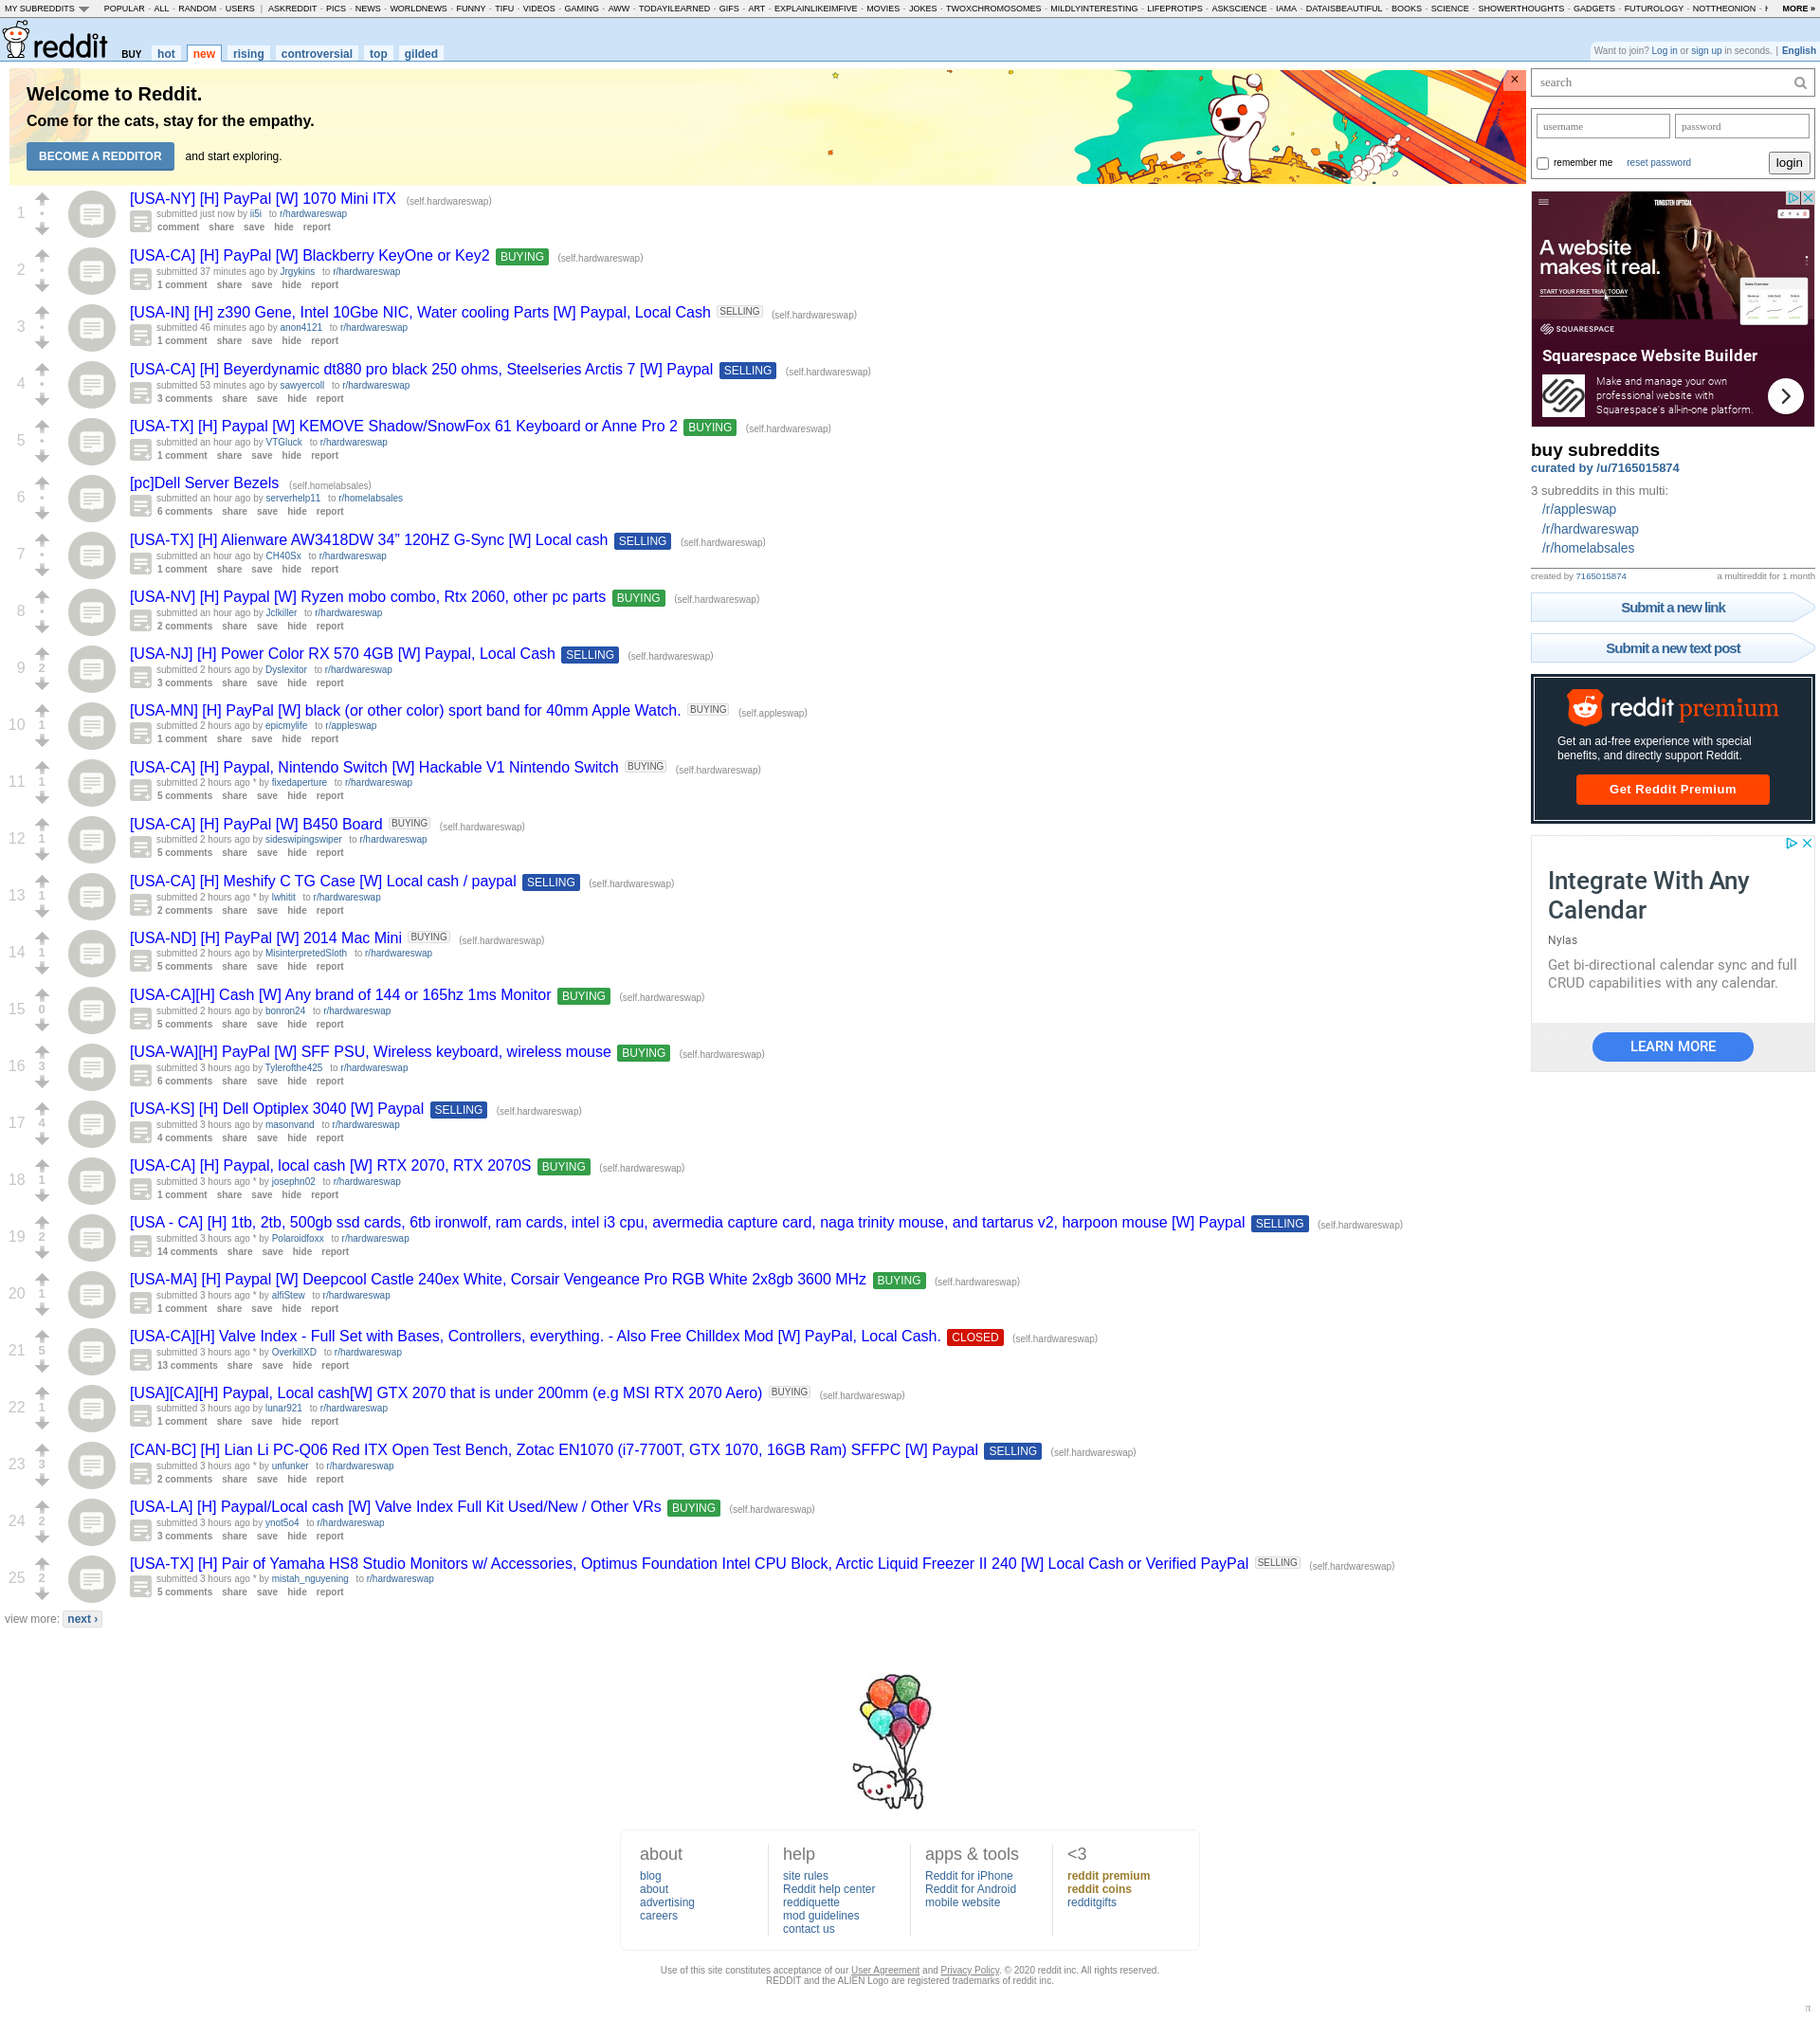 MY SUBREDDITS POPULAR - ALL - RANDOM - USERS | ASKREDDIT - PICS - NEWS - WORLDNEWS - FUNNY - TIFU - VIDEOS - GAMING - AWW - TODAYILEARNED - GIFS - ART - EXPLAINLIKEIMFIVE - MOVIES - JOKES - TWOXCHROMOSOMES - MILDLYINTERESTING - LIFEPROTIPS - ASKSCIENCE - IAMA - DATAISBEAUTIFUL - BOOKS - SCIENCE - SHOWERTHOUGHTS - GADGETS - FUTUROLOGY - NOTTHEONION - MORE »
reddit BUY hot new rising controversial top gilded
Want to join? Log in or sign up in seconds. | English
Welcome to Reddit.
Come for the cats, stay for the empathy.
BECOME A REDDITOR and start exploring.
×
1
[USA-NY] [H] PayPal [W] 1070 Mini ITX (self.hardwareswap)
submitted just now by ii5i to r/hardwareswap
comment share save hide report
2
[USA-CA] [H] PayPal [W] Blackberry KeyOne or Key2 BUYING (self.hardwareswap)
submitted 37 minutes ago by Jrgykins to r/hardwareswap
1 comment share save hide report
3
[USA-IN] [H] z390 Gene, Intel 10Gbe NIC, Water cooling Parts [W] Paypal, Local Cash SELLING (self.hardwareswap)
submitted 46 minutes ago by anon4121 to r/hardwareswap
1 comment share save hide report
4
[USA-CA] [H] Beyerdynamic dt880 pro black 250 ohms, Steelseries Arctis 7 [W] Paypal SELLING (self.hardwareswap)
submitted 53 minutes ago by sawyercoll to r/hardwareswap
3 comments share save hide report
5
[USA-TX] [H] Paypal [W] KEMOVE Shadow/SnowFox 61 Keyboard or Anne Pro 2 BUYING (self.hardwareswap)
submitted an hour ago by VTGluck to r/hardwareswap
1 comment share save hide report
6
[pc]Dell Server Bezels (self.homelabsales)
submitted an hour ago by serverhelp11 to r/homelabsales
6 comments share save hide report
7
[USA-TX] [H] Alienware AW3418DW 34” 120HZ G-Sync [W] Local cash SELLING (self.hardwareswap)
submitted an hour ago by CH40Sx to r/hardwareswap
1 comment share save hide report
8
[USA-NV] [H] Paypal [W] Ryzen mobo combo, Rtx 2060, other pc parts BUYING (self.hardwareswap)
submitted an hour ago by Jclkiller to r/hardwareswap
2 comments share save hide report
9 2
[USA-NJ] [H] Power Color RX 570 4GB [W] Paypal, Local Cash SELLING (self.hardwareswap)
submitted 2 hours ago by Dyslexitor to r/hardwareswap
3 comments share save hide report
10 1
[USA-MN] [H] PayPal [W] black (or other color) sport band for 40mm Apple Watch. BUYING (self.appleswap)
submitted 2 hours ago by epicmylife to r/appleswap
1 comment share save hide report
11 1
[USA-CA] [H] Paypal, Nintendo Switch [W] Hackable V1 Nintendo Switch BUYING (self.hardwareswap)
submitted 2 hours ago * by fixedaperture to r/hardwareswap
5 comments share save hide report
12 1
[USA-CA] [H] PayPal [W] B450 Board BUYING (self.hardwareswap)
submitted 2 hours ago by sideswipingswiper to r/hardwareswap
5 comments share save hide report
13 1
[USA-CA] [H] Meshify C TG Case [W] Local cash / paypal SELLING (self.hardwareswap)
submitted 2 hours ago * by lwhitit to r/hardwareswap
2 comments share save hide report
14 1
[USA-ND] [H] PayPal [W] 2014 Mac Mini BUYING (self.hardwareswap)
submitted 2 hours ago by MisinterpretedSloth to r/hardwareswap
5 comments share save hide report
15 0
[USA-CA][H] Cash [W] Any brand of 144 or 165hz 1ms Monitor BUYING (self.hardwareswap)
submitted 2 hours ago by bonron24 to r/hardwareswap
5 comments share save hide report
16 3
[USA-WA][H] PayPal [W] SFF PSU, Wireless keyboard, wireless mouse BUYING (self.hardwareswap)
submitted 3 hours ago by Tylerofthe425 to r/hardwareswap
6 comments share save hide report
17 4
[USA-KS] [H] Dell Optiplex 3040 [W] Paypal SELLING (self.hardwareswap)
submitted 3 hours ago by masonvand to r/hardwareswap
4 comments share save hide report
18 1
[USA-CA] [H] Paypal, local cash [W] RTX 2070, RTX 2070S BUYING (self.hardwareswap)
submitted 3 hours ago * by josephn02 to r/hardwareswap
1 comment share save hide report
19 2
[USA - CA] [H] 1tb, 2tb, 500gb ssd cards, 6tb ironwolf, ram cards, intel i3 cpu, avermedia capture card, naga trinity mouse, and tartarus v2, harpoon mouse [W] Paypal SELLING (self.hardwareswap)
submitted 3 hours ago * by Polaroidfoxx to r/hardwareswap
14 comments share save hide report
20 1
[USA-MA] [H] Paypal [W] Deepcool Castle 240ex White, Corsair Vengeance Pro RGB White 2x8gb 3600 MHz BUYING (self.hardwareswap)
submitted 3 hours ago * by alfiStew to r/hardwareswap
1 comment share save hide report
21 5
[USA-CA][H] Valve Index - Full Set with Bases, Controllers, everything. - Also Free Chilldex Mod [W] PayPal, Local Cash. CLOSED (self.hardwareswap)
submitted 3 hours ago * by OverkillXD to r/hardwareswap
13 comments share save hide report
22 1
[USA][CA][H] Paypal, Local cash[W] GTX 2070 that is under 200mm (e.g MSI RTX 2070 Aero) BUYING (self.hardwareswap)
submitted 3 hours ago by lunar921 to r/hardwareswap
1 comment share save hide report
23 3
[CAN-BC] [H] Lian Li PC-Q06 Red ITX Open Test Bench, Zotac EN1070 (i7-7700T, GTX 1070, 16GB Ram) SFFPC [W] Paypal SELLING (self.hardwareswap)
submitted 3 hours ago * by unfunker to r/hardwareswap
2 comments share save hide report
24 2
[USA-LA] [H] Paypal/Local cash [W] Valve Index Full Kit Used/New / Other VRs BUYING (self.hardwareswap)
submitted 3 hours ago by ynot5o4 to r/hardwareswap
3 comments share save hide report
25 2
[USA-TX] [H] Pair of Yamaha HS8 Studio Monitors w/ Accessories, Optimus Foundation Intel CPU Block, Arctic Liquid Freezer II 240 [W] Local Cash or Verified PayPal SELLING (self.hardwareswap)
submitted 3 hours ago * by mistah_nguyening to r/hardwareswap
5 comments share save hide report
view more: next ›
search
username password
remember me reset password login
TUNGSTEN OPTICAL
A website
makes it real.
START YOUR FREE TRIAL TODAY
SQUARESPACE
Squarespace Website Builder
Make and manage your own
professional website with
Squarespace's all-in-one platform.
buy subreddits
curated by /u/7165015874
3 subreddits in this multi:
/r/appleswap
/r/hardwareswap
/r/homelabsales
created by 7165015874 a multireddit for 1 month
Submit a new link
Submit a new text post
reddit premium
Get an ad-free experience with special
benefits, and directly support Reddit.
Get Reddit Premium
Integrate With Any
Calendar
Nylas
Get bi-directional calendar sync and full
CRUD capabilities with any calendar.
LEARN MORE
about
blog
about
advertising
careers
help
site rules
Reddit help center
reddiquette
mod guidelines
contact us
apps & tools
Reddit for iPhone
Reddit for Android
mobile website
<3
reddit premium
reddit coins
redditgifts
Use of this site constitutes acceptance of our User Agreement and Privacy Policy. © 2020 reddit inc. All rights reserved.
REDDIT and the ALIEN Logo are registered trademarks of reddit inc.
π